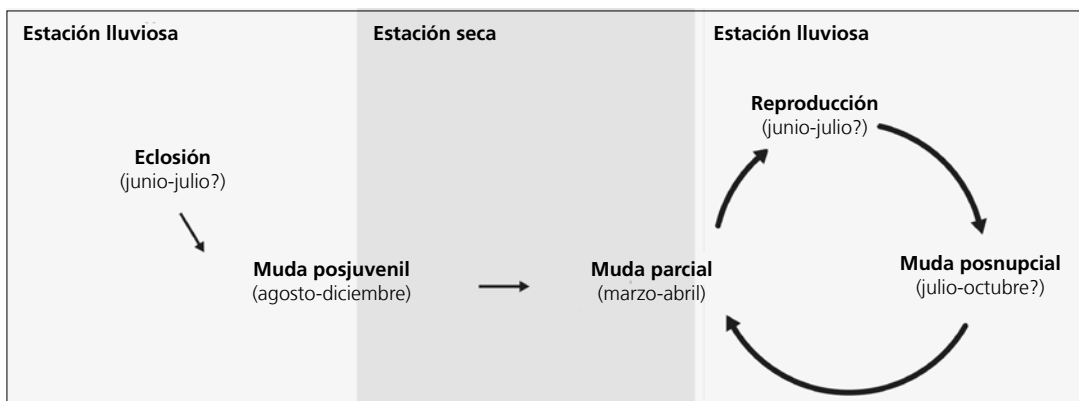 Estación lluviosa
Estación seca
Estación lluviosa
Eclosión
(junio-julio?)
Muda posjuvenil
(agosto-diciembre)
Muda parcial
(marzo-abril)
Reproducción
(junio-julio?)
Muda posnupcial
(julio-octubre?)